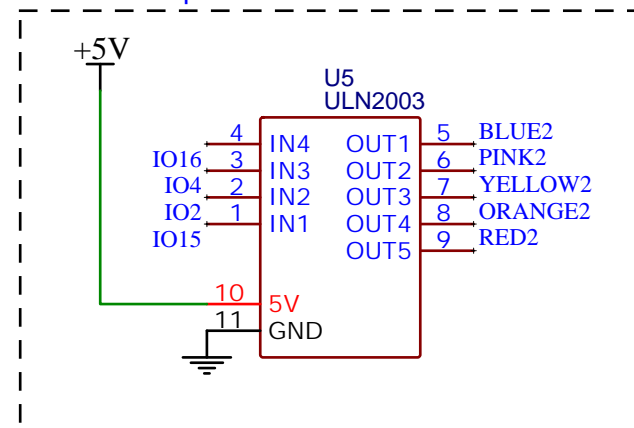 +5V
U5
ULN2003
4 IN4 OUT1 5 BLUE2
IO16 3 IN3 OUT2 6 PINK2
IO4 2 IN2 OUT3 7 YELLOW2
IO2 1 IN1 OUT4 8 ORANGE2
IO15 OUT5 9 RED2
10 5V
11 GND